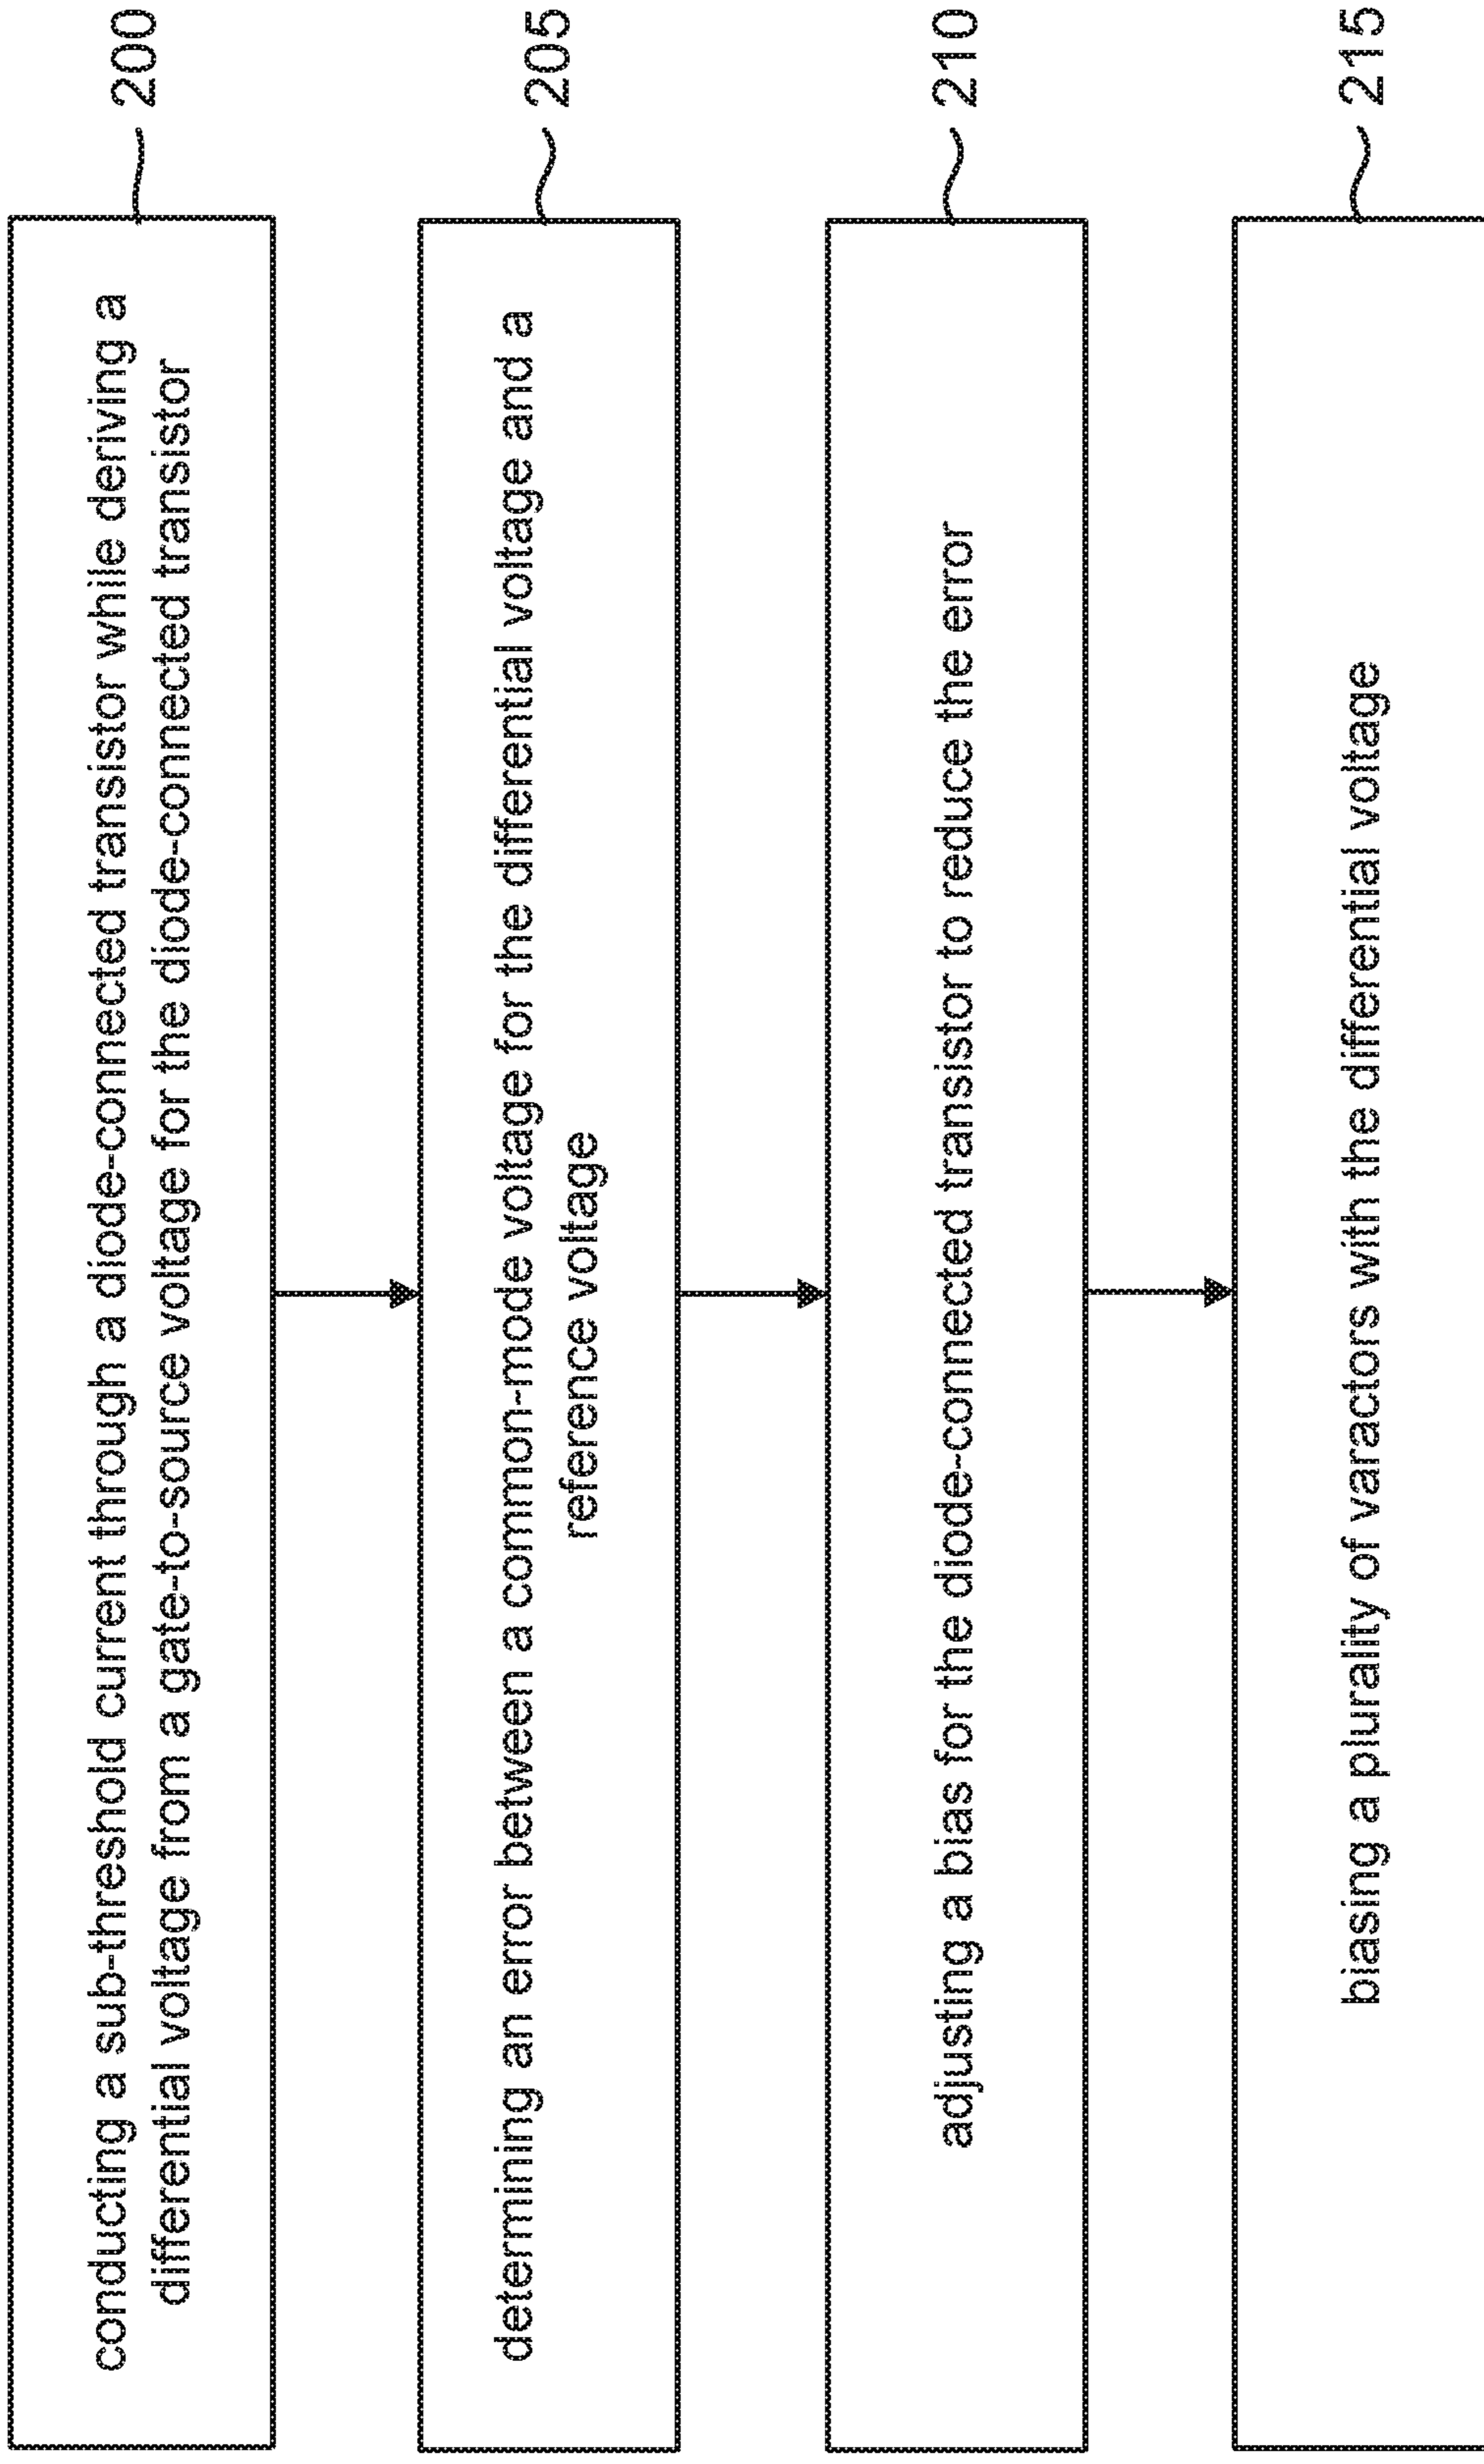 conducting a sub-threshold current through a diode-connected transistor while deriving a
differential voltage from a gate-to-source voltage for the diode-connected transistor
200
determining an error between a common-mode voltage for the differential voltage and a
reference voltage
205
adjusting a bias for the diode-connected transistor to reduce the error
210
biasing a plurality of varactors with the differential voltage
215